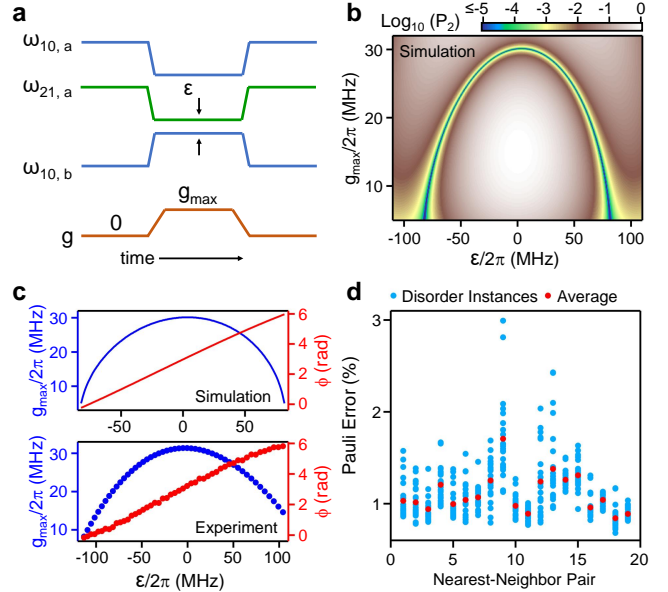 a
ω10, a
ω21, a
ε
ω10, b
gmax
0
g
time
b
Log10 (P2)
≤-5 -4 -3 -2 -1 0
Simulation
gmax/2π (MHz)
30
20
10
-100 -50 0 50 100
ε/2π (MHz)
c
gmax/2π (MHz)
30
20
10
6
4
2
0
ϕ (rad)
Simulation
-50 0 50
gmax/2π (MHz)
30
20
10
6
4
2
0
ϕ (rad)
Experiment
-100 -50 0 50 100
ε/2π (MHz)
d
Disorder Instances Average
Pauli Error (%)
3
2
1
0 5 10 15 20
Nearest-Neighbor Pair